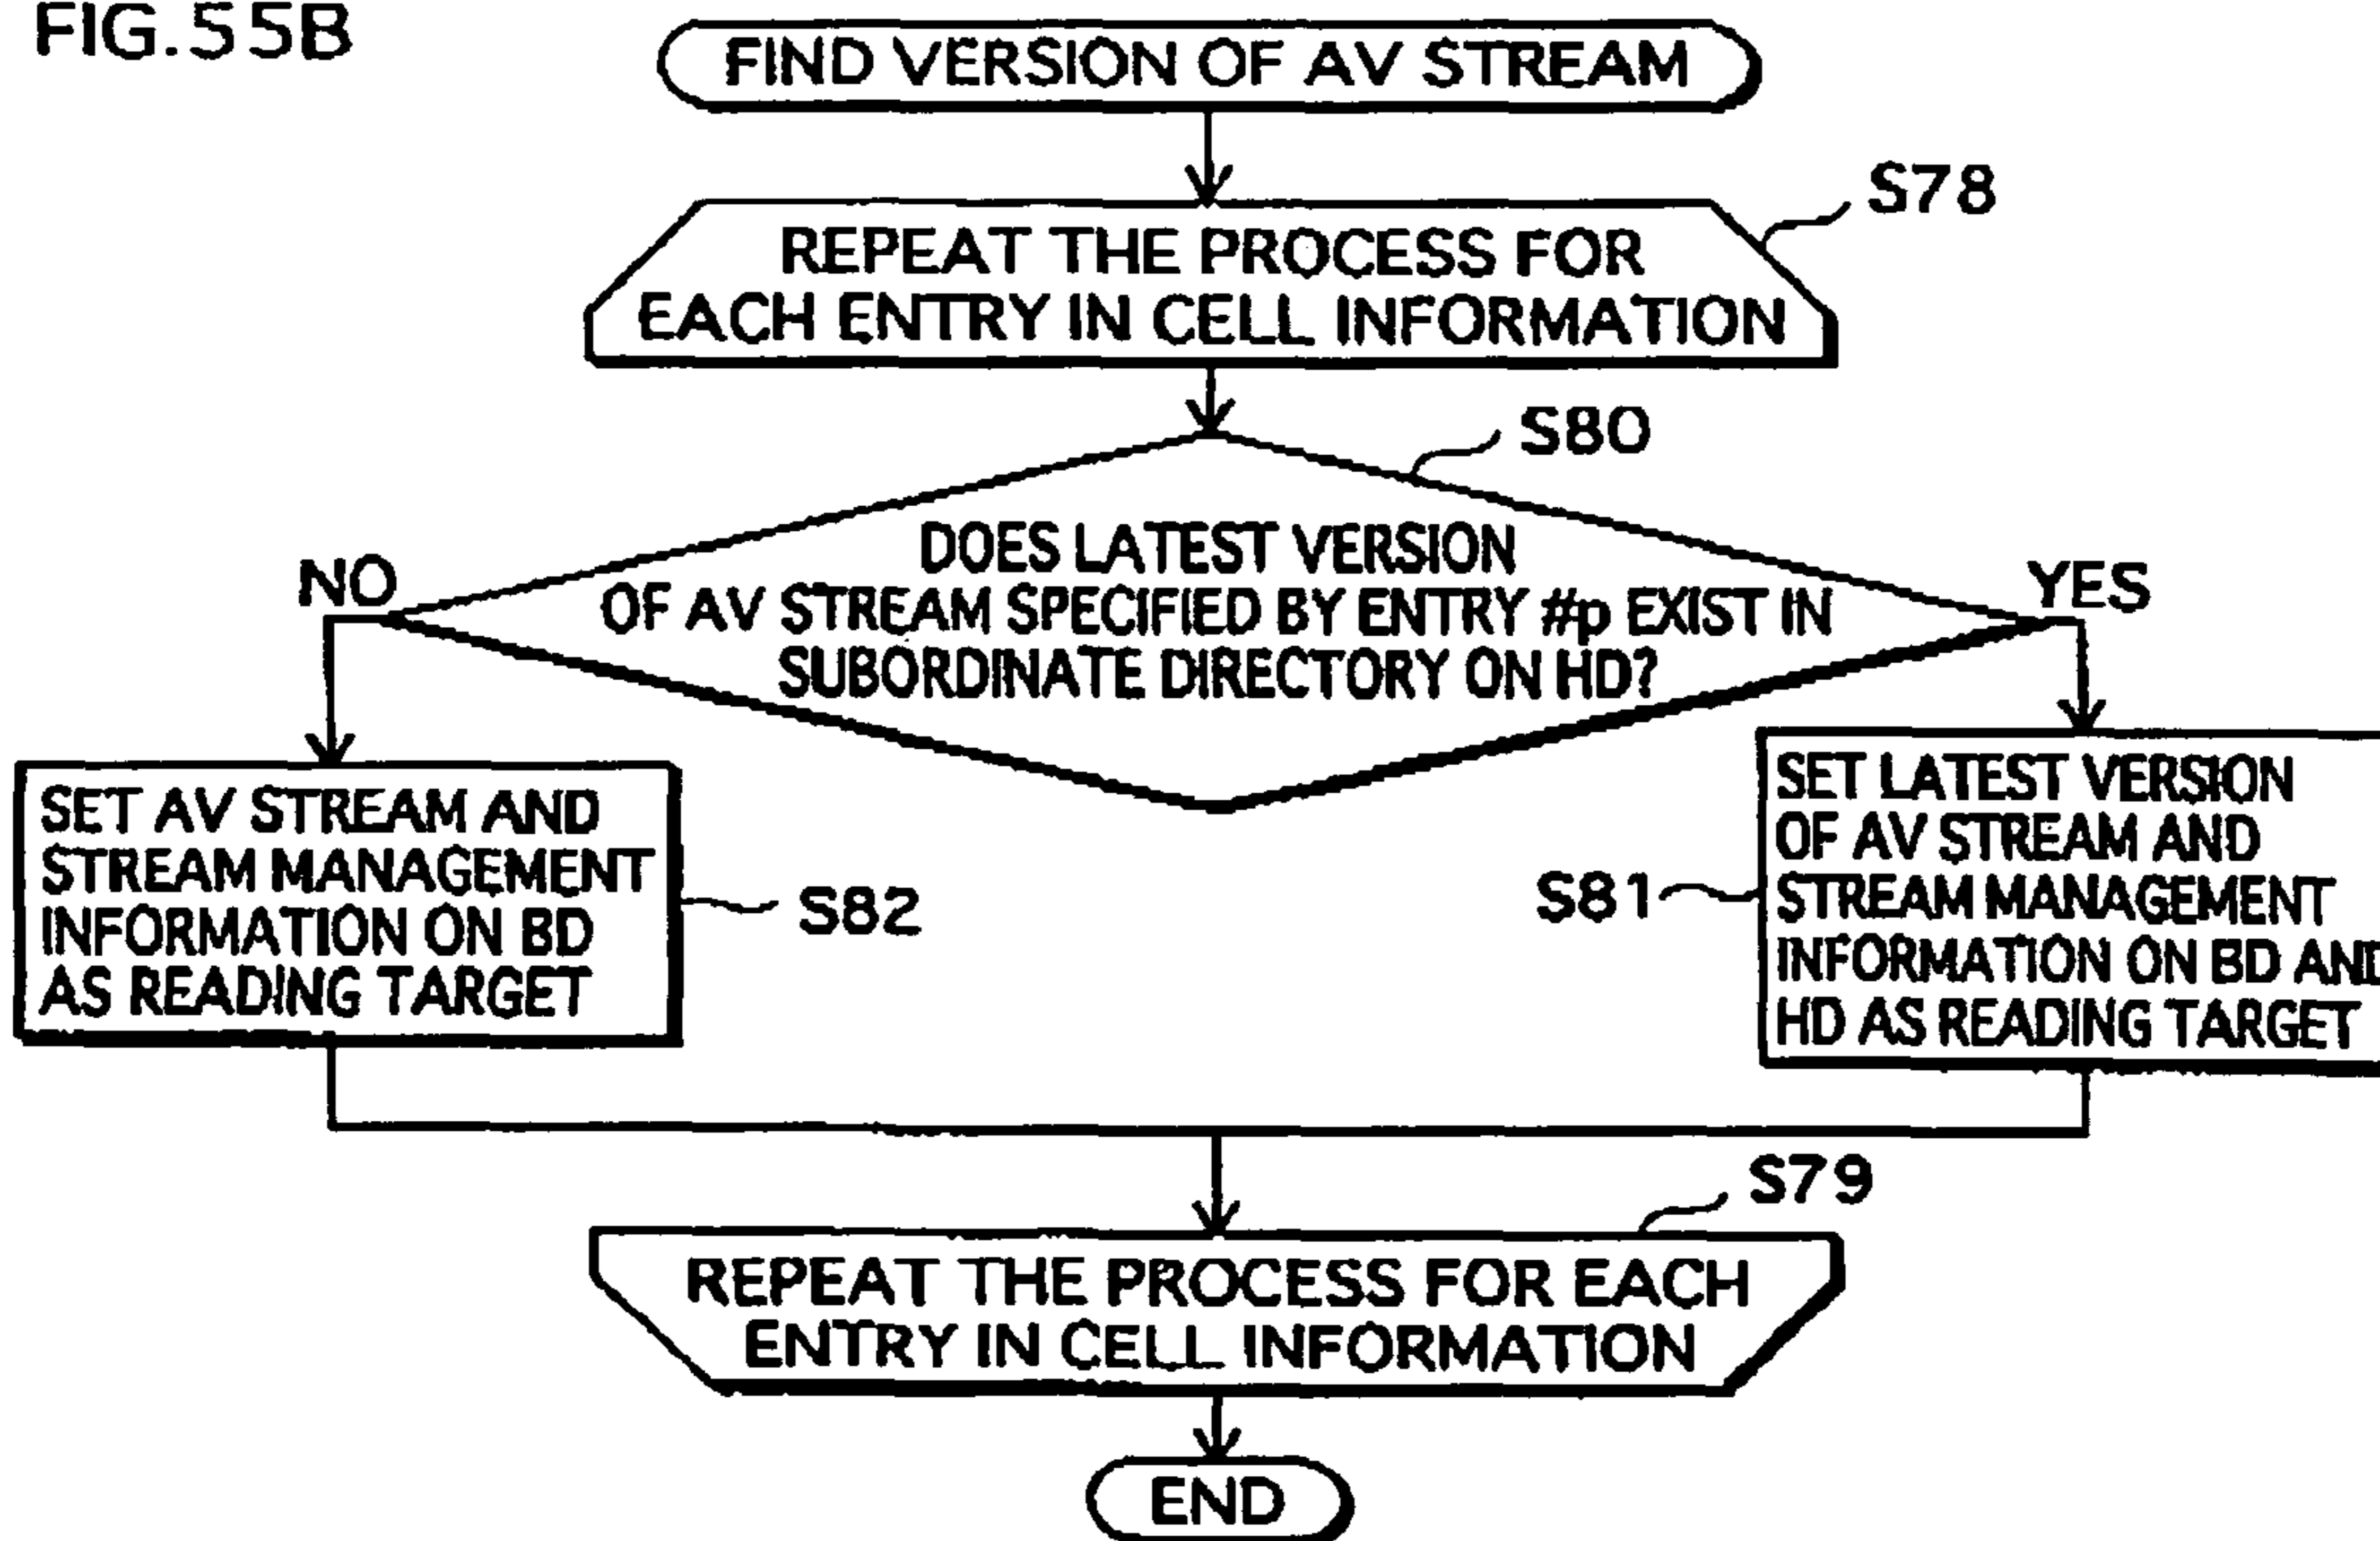 FIG.55B
FIND VERSION OF AV STREAM
S78
REPEAT THE PROCESS FOR
EACH ENTRY IN CELL INFORMATION
S80
DOES LATEST VERSION
OF AV STREAM SPECIFIED BY ENTRY #p EXIST IN
SUBORDINATE DIRECTORY ON HD?
NO
YES
SET AV STREAM AND
STREAM MANAGEMENT
INFORMATION ON BD
AS READING TARGET
S82
S81
SET LATEST VERSION
OF AV STREAM AND
STREAM MANAGEMENT
INFORMATION ON BD AND
HD AS READING TARGET
S79
REPEAT THE PROCESS FOR EACH
ENTRY IN CELL INFORMATION
END